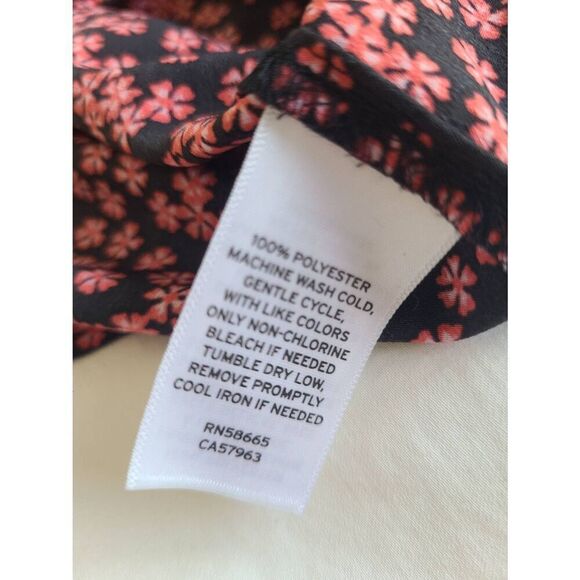 100% POLYESTER
MACHINE WASH COLD,
GENTLE CYCLE,
WITH LIKE COLORS
ONLY NON-CHLORINE
BLEACH IF NEEDED
TUMBLE DRY LOW,
REMOVE PROMPTLY
COOL IRON IF NEEDED
RN58665
CA57963